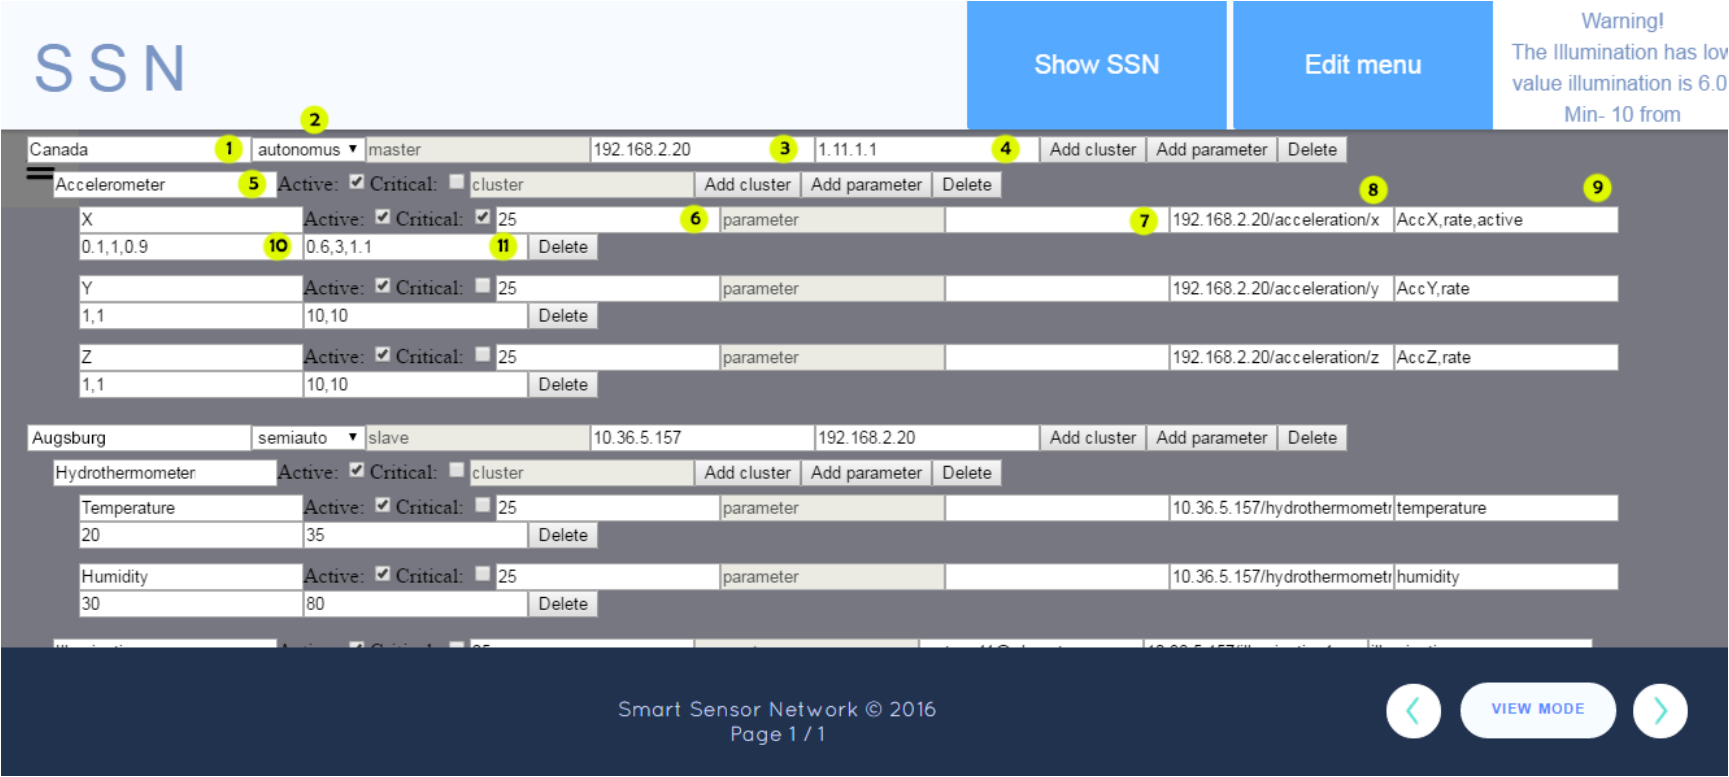 SSN
Show SSN
Edit menu
Warning!
The Illumination has low
value illumination is 6.0
Min- 10 from
2
Canada 1 autonomus master 192.168.2.20 3 1.11.1.1 4 Add cluster Add parameter Delete
Accelerometer 5 Active: Critical: cluster Add cluster Add parameter Delete 8 9
X Active: Critical: 25 6 parameter 7 192.168.2.20/acceleration/x AccX,rate,active
0.1,1,0.9 10 0.6,3,1.1 11 Delete
Y Active: Critical: 25 parameter 192.168.2.20/acceleration/y AccY,rate
1,1 10,10 Delete
Z Active: Critical: 25 parameter 192.168.2.20/acceleration/z AccZ,rate
1,1 10,10 Delete
Augsburg semiauto slave 10.36.5.157 192.168.2.20 Add cluster Add parameter Delete
Hydrothermometer Active: Critical: cluster Add cluster Add parameter Delete
Temperature Active: Critical: 25 parameter 10.36.5.157/hydrothermometr temperature
20 35 Delete
Humidity Active: Critical: 25 parameter 10.36.5.157/hydrothermometr humidity
30 80 Delete
Smart Sensor Network © 2016
Page 1 / 1
VIEW MODE